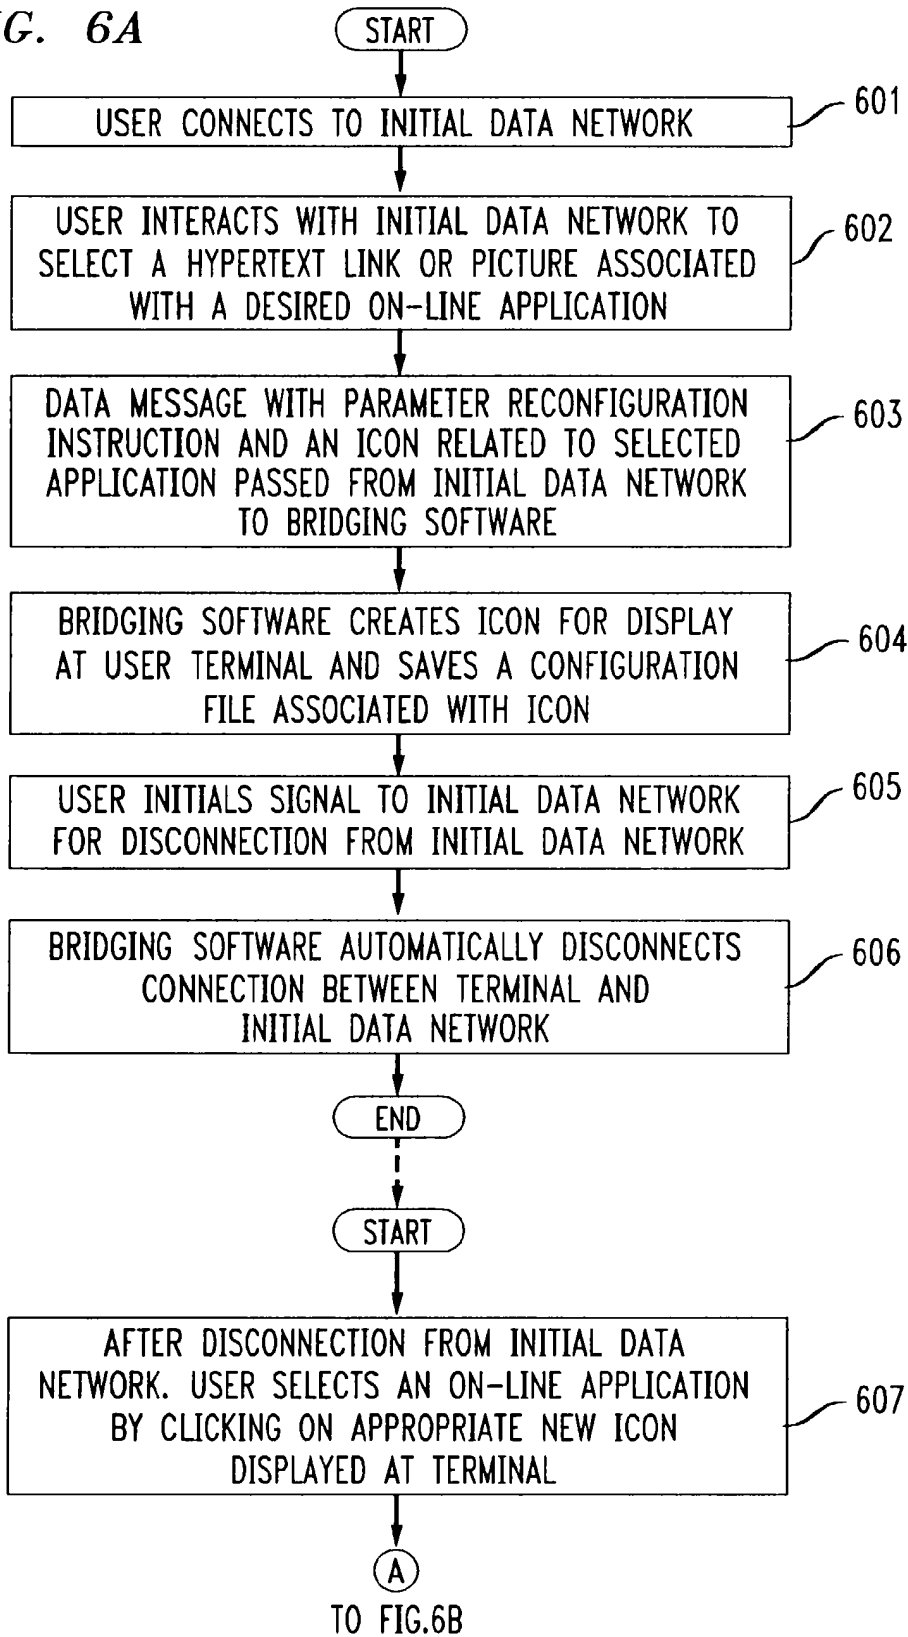 G. 6A
START
USER CONNECTS TO INITIAL DATA NETWORK
601
USER INTERACTS WITH INITIAL DATA NETWORK TO
SELECT A HYPERTEXT LINK OR PICTURE ASSOCIATED
WITH A DESIRED ON-LINE APPLICATION
602
DATA MESSAGE WITH PARAMETER RECONFIGURATION
INSTRUCTION AND AN ICON RELATED TO SELECTED
APPLICATION PASSED FROM INITIAL DATA NETWORK
TO BRIDGING SOFTWARE
603
BRIDGING SOFTWARE CREATES ICON FOR DISPLAY
AT USER TERMINAL AND SAVES A CONFIGURATION
FILE ASSOCIATED WITH ICON
604
USER INITIALS SIGNAL TO INITIAL DATA NETWORK
FOR DISCONNECTION FROM INITIAL DATA NETWORK
605
BRIDGING SOFTWARE AUTOMATICALLY DISCONNECTS
CONNECTION BETWEEN TERMINAL AND
INITIAL DATA NETWORK
606
END
START
AFTER DISCONNECTION FROM INITIAL DATA
NETWORK. USER SELECTS AN ON-LINE APPLICATION
BY CLICKING ON APPROPRIATE NEW ICON
DISPLAYED AT TERMINAL
607
A
TO FIG.6B